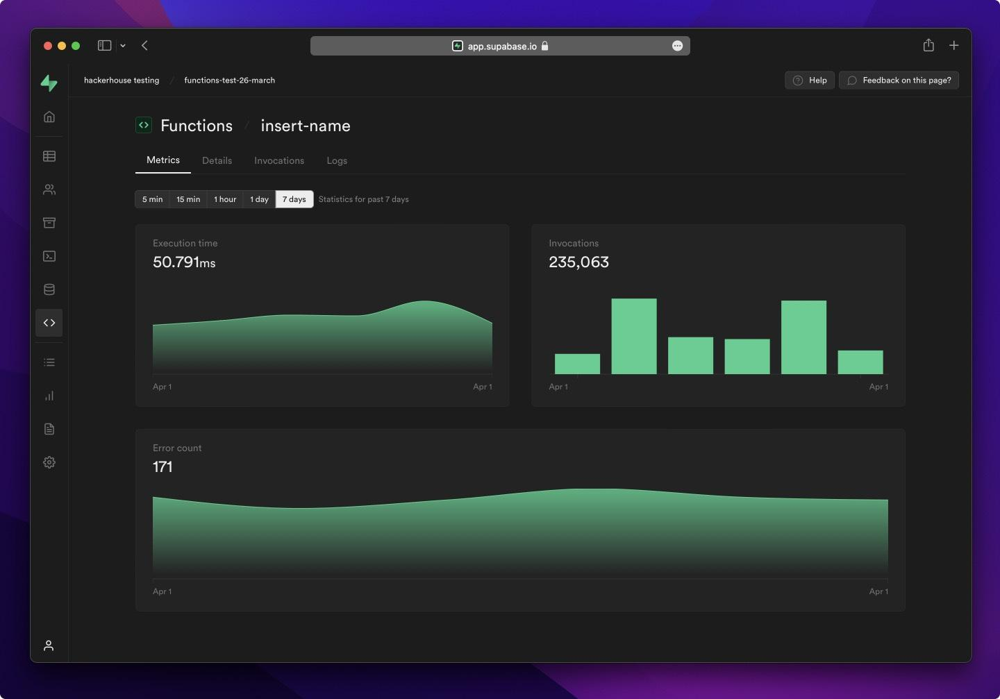 app.supabase.io
hackerhouse testing / functions-test-26-march
Help
Feedback on this page?
Functions / insert-name
Metrics Details Invocations Logs
5 min 15 min 1 hour 1 day 7 days Statistics for past 7 days
Execution time
50.791ms
Apr 1 Apr 1
Invocations
235,063
Apr 1 Apr 1
Error count
171
Apr 1 Apr 1